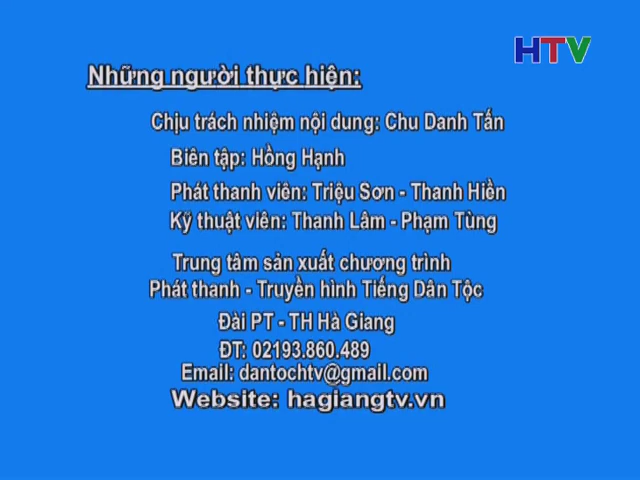 HTV
Những người thực hiện:
Chịu trách nhiệm nội dung: Chu Danh Tấn
Biên tập: Hồng Hạnh
Phát thanh viên: Triệu Sơn - Thanh Hiền
Kỹ thuật viên: Thanh Lâm - Phạm Tùng
Trung tâm sản xuất chương trình
Phát thanh - Truyền hình Tiếng Dân Tộc
Đài PT - TH Hà Giang
ĐT: 02193.860.489
Email: dantochtv@gmail.com
Website: hagiangtv.vn